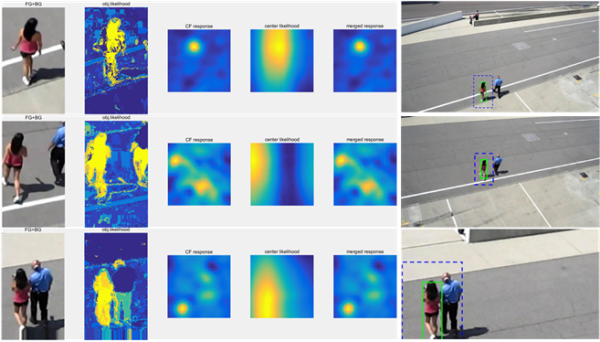 FG+BG
obj.likelihood
CF response
center likelihood
merged response
FG+BG
obj.likelihood
CF response
center likelihood
merged response
FG+BG
obj.likelihood
CF response
center likelihood
merged response